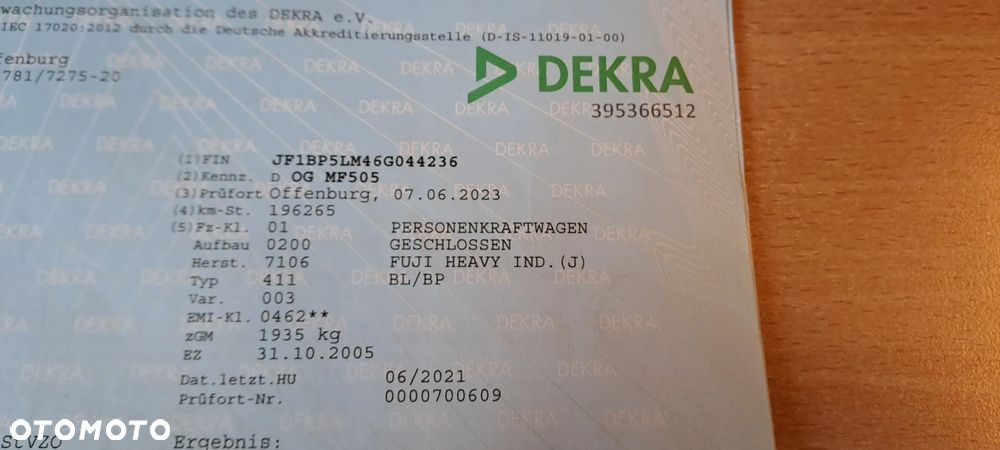 wachungsorganisation des DEKRA e.V.
IEC 17020:2012 durch die Deutsche Akkreditierungsstelle (D-IS-11019-01-00)
fenburg
781/7275-20
DEKRA
395366512
(1)FIN JF1BP5LM46G044236
(2)Kennz. D OG MF505
(3)Prüfort Offenburg, 07.06.2023
(4)km-St. 196265
(5)Fz-Kl. 01 PERSONENKRAFTWAGEN
Aufbau 0200 GESCHLOSSEN
Herst. 7106 FUJI HEAVY IND.(J)
Typ 411 BL/BP
Var. 003
EMI-Kl. 0462**
zGM 1935 kg
EZ 31.10.2005
Dat.letzt.HU 06/2021
Prüfort-Nr. 0000700609
StVZO Ergebnis:
OTOMOTO